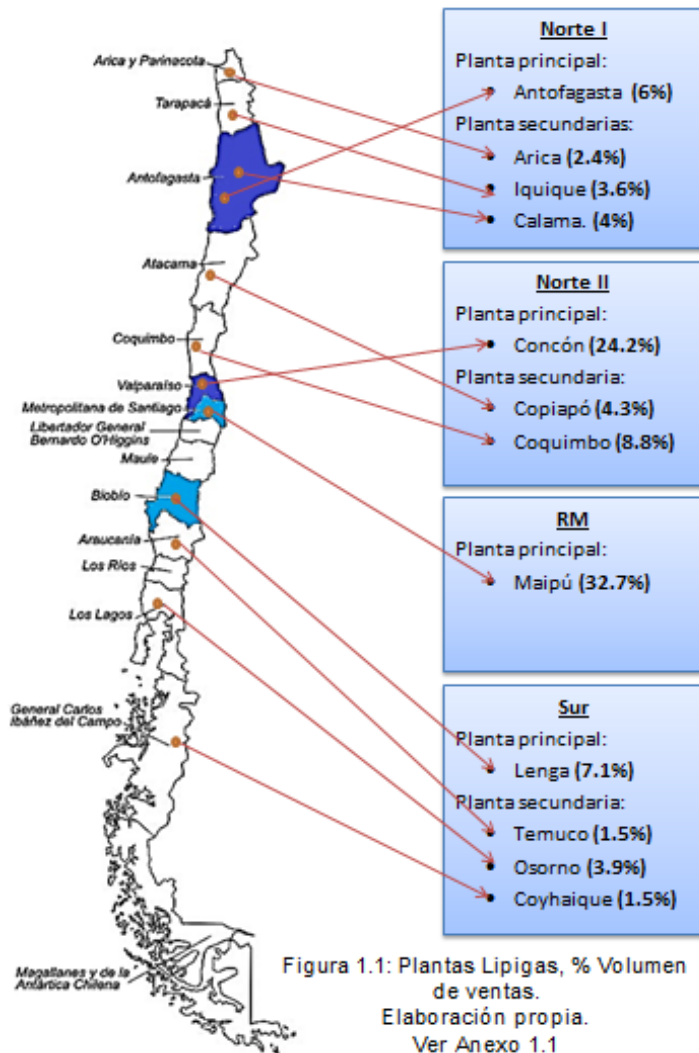 Arica y Parinacota
Tarapacá
Antofagasta
Atacama
Coquimbo
Valparaíso
Metropolitana de Santiago
Libertador General
Bernardo O'Higgins
Maule
Biobío
Araucanía
Los Ríos
Los Lagos
General Carlos
Ibáñez del Campo
Magallanes y de la
Antártica Chilena
Norte I
Planta principal:
• Antofagasta (6%)
Planta secundarias:
• Arica (2.4%)
• Iquique (3.6%)
• Calama. (4%)
Norte II
Planta principal:
• Concón (24.2%)
Planta secundaria:
• Copiapó (4.3%)
• Coquimbo (8.8%)
RM
Planta principal:
• Maipú (32.7%)
Sur
Planta principal:
• Lenga (7.1%)
Planta secundaria:
• Temuco (1.5%)
• Osorno (3.9%)
• Coyhaique (1.5%)
Figura 1.1: Plantas Lipigas, % Volumen
de ventas.
Elaboración propia.
Ver Anexo 1.1